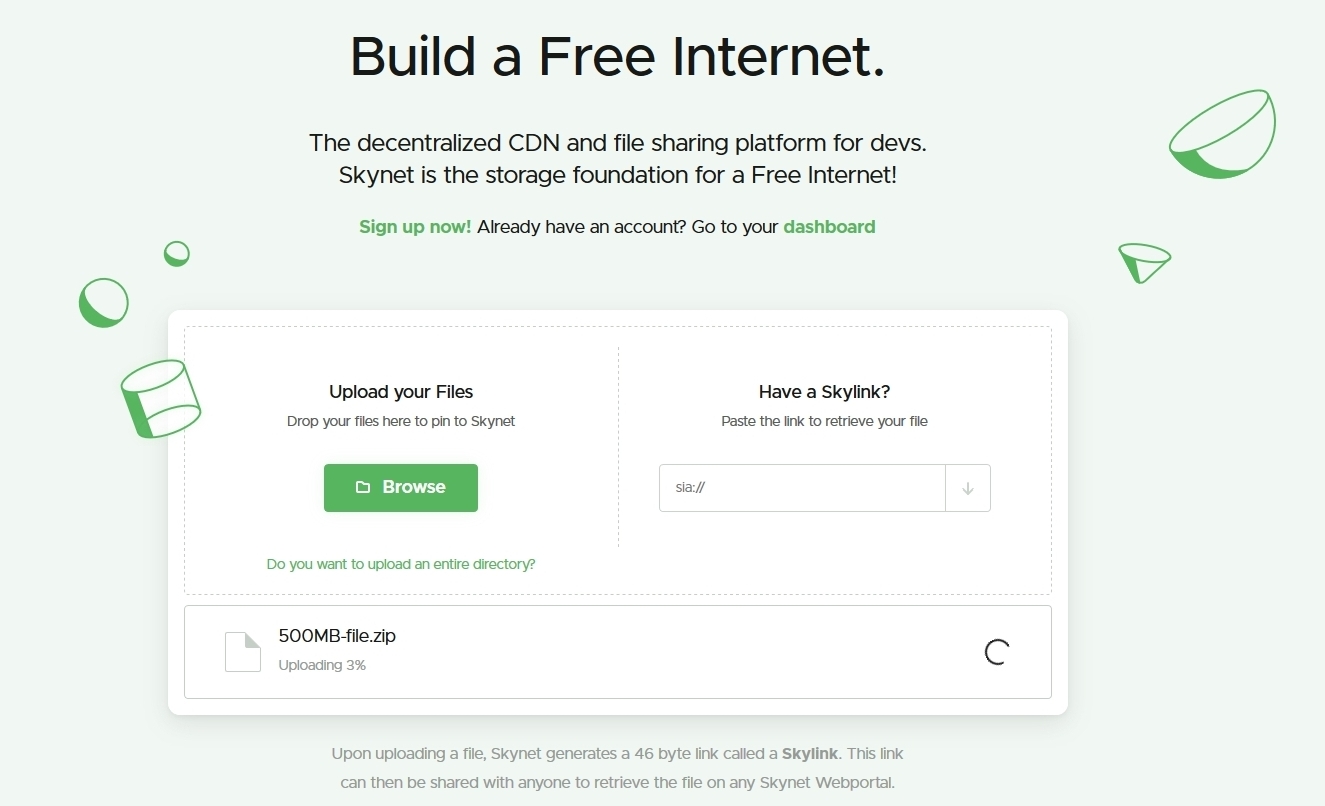 Build a Free Internet.
The decentralized CDN and file sharing platform for devs.
Skynet is the storage foundation for a Free Internet!
Sign up now! Already have an account? Go to your dashboard
Upload your Files
Drop your files here to pin to Skynet
Browse
Do you want to upload an entire directory?
Have a Skylink?
Paste the link to retrieve your file
sia://
500MB-file.zip
Uploading 3%
Upon uploading a file, Skynet generates a 46 byte link called a Skylink. This link
can then be shared with anyone to retrieve the file on any Skynet Webportal.